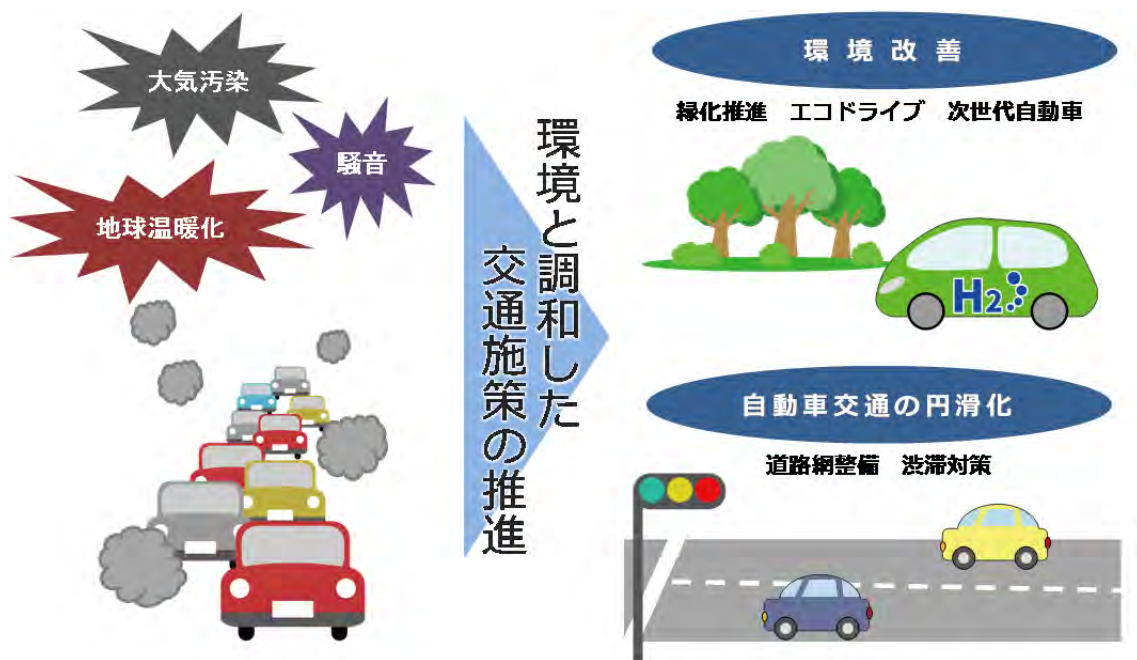 大気汚染
騒音
地球温暖化
環境と調和した
交通施策の推進
環境改善
緑化推進　エコドライブ　次世代自動車
H2
自動車交通の円滑化
道路網整備　渋滞対策